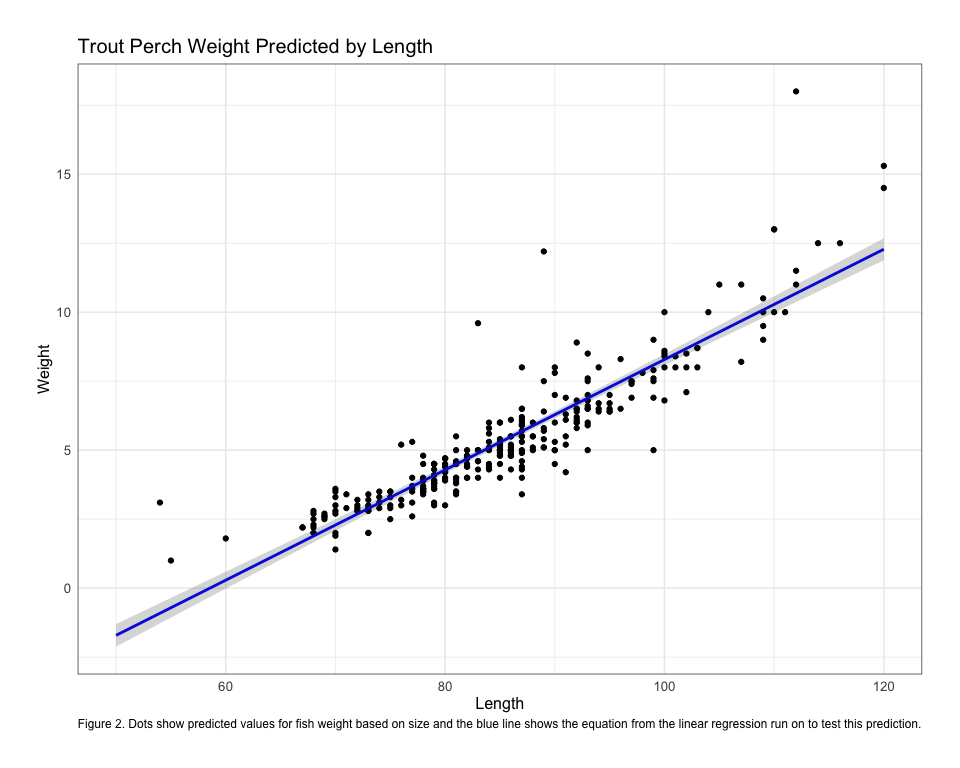 Trout Perch Weight Predicted by Length
15
10
5
0
Weight
60 80 100 120
Length
Figure 2. Dots show predicted values for fish weight based on size and the blue line shows the equation from the linear regression run on to test this prediction.